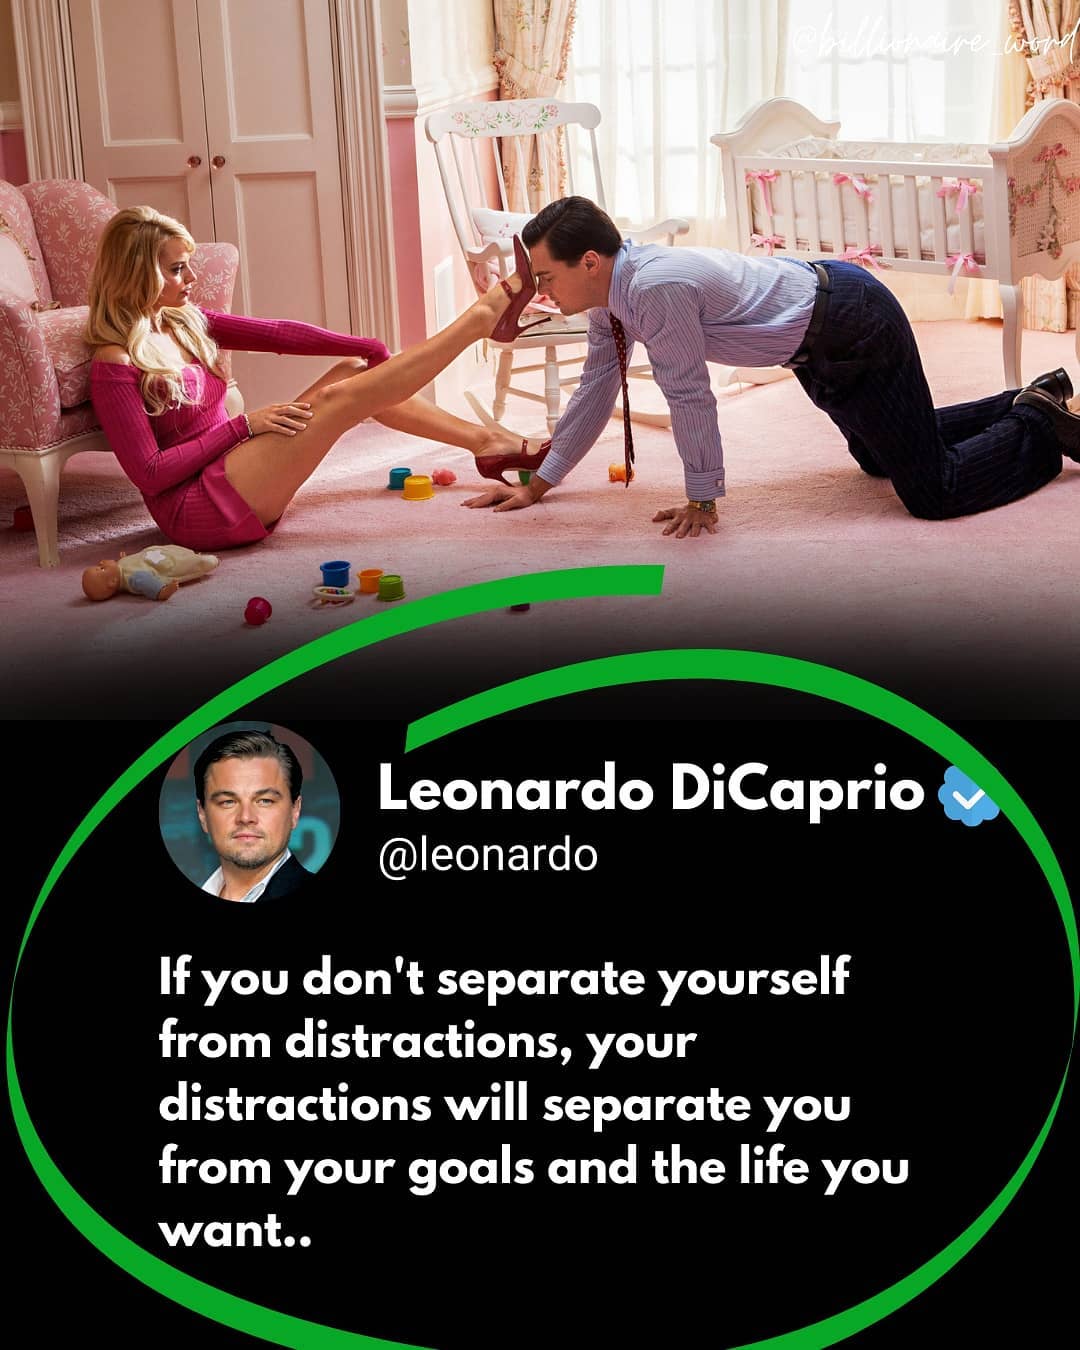 @billionaire_word
Leonardo DiCaprio
@leonardo
If you don't separate yourself
from distractions, your
distractions will separate you
from your goals and the life you
want..